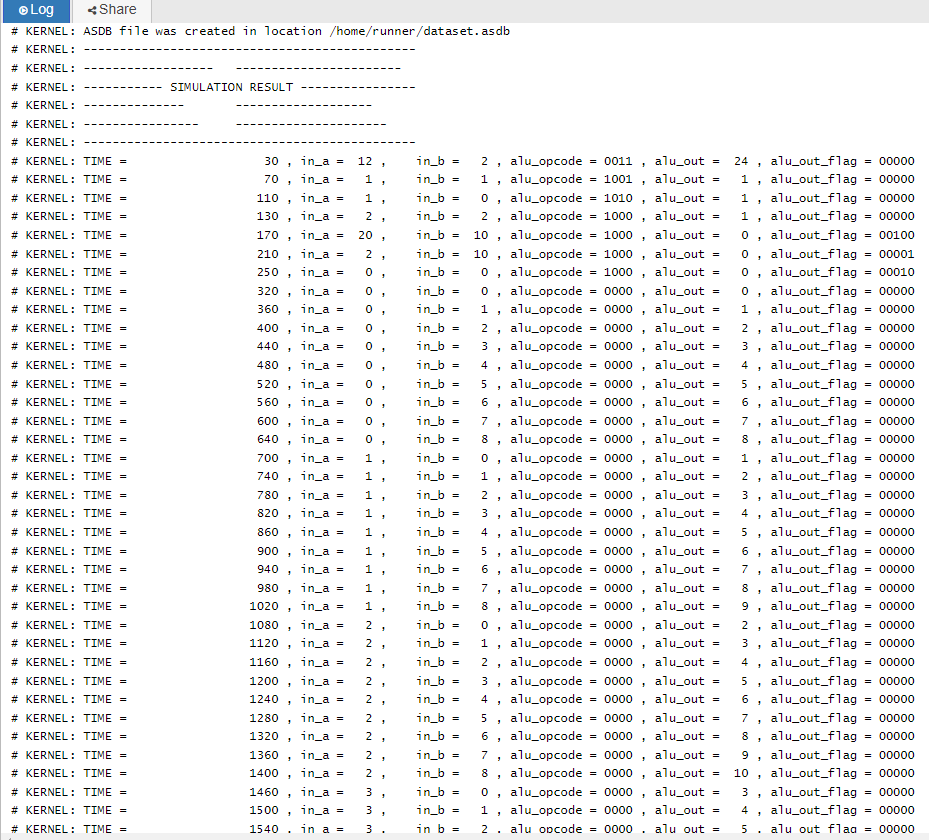 Log Share
# KERNEL: ASDB file was created in location /home/runner/dataset.asdb
# KERNEL: ----------------------------------------------
# KERNEL: ------------------   -----------------------
# KERNEL: ----------- SIMULATION RESULT ----------------
# KERNEL: --------------       -------------------
# KERNEL: ----------------     ---------------------
# KERNEL: ----------------------------------------------
# KERNEL: TIME =                   30 , in_a =  12 ,    in_b =   2 , alu_opcode = 0011 , alu_out =  24 , alu_out_flag = 00000
# KERNEL: TIME =                   70 , in_a =   1 ,    in_b =   1 , alu_opcode = 1001 , alu_out =   1 , alu_out_flag = 00000
# KERNEL: TIME =                  110 , in_a =   1 ,    in_b =   0 , alu_opcode = 1010 , alu_out =   1 , alu_out_flag = 00000
# KERNEL: TIME =                  130 , in_a =   2 ,    in_b =   2 , alu_opcode = 1000 , alu_out =   1 , alu_out_flag = 00000
# KERNEL: TIME =                  170 , in_a =  20 ,    in_b =  10 , alu_opcode = 1000 , alu_out =   0 , alu_out_flag = 00100
# KERNEL: TIME =                  210 , in_a =   2 ,    in_b =  10 , alu_opcode = 1000 , alu_out =   0 , alu_out_flag = 00001
# KERNEL: TIME =                  250 , in_a =   0 ,    in_b =   0 , alu_opcode = 1000 , alu_out =   0 , alu_out_flag = 00010
# KERNEL: TIME =                  320 , in_a =   0 ,    in_b =   0 , alu_opcode = 0000 , alu_out =   0 , alu_out_flag = 00000
# KERNEL: TIME =                  360 , in_a =   0 ,    in_b =   1 , alu_opcode = 0000 , alu_out =   1 , alu_out_flag = 00000
# KERNEL: TIME =                  400 , in_a =   0 ,    in_b =   2 , alu_opcode = 0000 , alu_out =   2 , alu_out_flag = 00000
# KERNEL: TIME =                  440 , in_a =   0 ,    in_b =   3 , alu_opcode = 0000 , alu_out =   3 , alu_out_flag = 00000
# KERNEL: TIME =                  480 , in_a =   0 ,    in_b =   4 , alu_opcode = 0000 , alu_out =   4 , alu_out_flag = 00000
# KERNEL: TIME =                  520 , in_a =   0 ,    in_b =   5 , alu_opcode = 0000 , alu_out =   5 , alu_out_flag = 00000
# KERNEL: TIME =                  560 , in_a =   0 ,    in_b =   6 , alu_opcode = 0000 , alu_out =   6 , alu_out_flag = 00000
# KERNEL: TIME =                  600 , in_a =   0 ,    in_b =   7 , alu_opcode = 0000 , alu_out =   7 , alu_out_flag = 00000
# KERNEL: TIME =                  640 , in_a =   0 ,    in_b =   8 , alu_opcode = 0000 , alu_out =   8 , alu_out_flag = 00000
# KERNEL: TIME =                  700 , in_a =   1 ,    in_b =   0 , alu_opcode = 0000 , alu_out =   1 , alu_out_flag = 00000
# KERNEL: TIME =                  740 , in_a =   1 ,    in_b =   1 , alu_opcode = 0000 , alu_out =   2 , alu_out_flag = 00000
# KERNEL: TIME =                  780 , in_a =   1 ,    in_b =   2 , alu_opcode = 0000 , alu_out =   3 , alu_out_flag = 00000
# KERNEL: TIME =                  820 , in_a =   1 ,    in_b =   3 , alu_opcode = 0000 , alu_out =   4 , alu_out_flag = 00000
# KERNEL: TIME =                  860 , in_a =   1 ,    in_b =   4 , alu_opcode = 0000 , alu_out =   5 , alu_out_flag = 00000
# KERNEL: TIME =                  900 , in_a =   1 ,    in_b =   5 , alu_opcode = 0000 , alu_out =   6 , alu_out_flag = 00000
# KERNEL: TIME =                  940 , in_a =   1 ,    in_b =   6 , alu_opcode = 0000 , alu_out =   7 , alu_out_flag = 00000
# KERNEL: TIME =                  980 , in_a =   1 ,    in_b =   7 , alu_opcode = 0000 , alu_out =   8 , alu_out_flag = 00000
# KERNEL: TIME =                 1020 , in_a =   1 ,    in_b =   8 , alu_opcode = 0000 , alu_out =   9 , alu_out_flag = 00000
# KERNEL: TIME =                 1080 , in_a =   2 ,    in_b =   0 , alu_opcode = 0000 , alu_out =   2 , alu_out_flag = 00000
# KERNEL: TIME =                 1120 , in_a =   2 ,    in_b =   1 , alu_opcode = 0000 , alu_out =   3 , alu_out_flag = 00000
# KERNEL: TIME =                 1160 , in_a =   2 ,    in_b =   2 , alu_opcode = 0000 , alu_out =   4 , alu_out_flag = 00000
# KERNEL: TIME =                 1200 , in_a =   2 ,    in_b =   3 , alu_opcode = 0000 , alu_out =   5 , alu_out_flag = 00000
# KERNEL: TIME =                 1240 , in_a =   2 ,    in_b =   4 , alu_opcode = 0000 , alu_out =   6 , alu_out_flag = 00000
# KERNEL: TIME =                 1280 , in_a =   2 ,    in_b =   5 , alu_opcode = 0000 , alu_out =   7 , alu_out_flag = 00000
# KERNEL: TIME =                 1320 , in_a =   2 ,    in_b =   6 , alu_opcode = 0000 , alu_out =   8 , alu_out_flag = 00000
# KERNEL: TIME =                 1360 , in_a =   2 ,    in_b =   7 , alu_opcode = 0000 , alu_out =   9 , alu_out_flag = 00000
# KERNEL: TIME =                 1400 , in_a =   2 ,    in_b =   8 , alu_opcode = 0000 , alu_out =  10 , alu_out_flag = 00000
# KERNEL: TIME =                 1460 , in_a =   3 ,    in_b =   0 , alu_opcode = 0000 , alu_out =   3 , alu_out_flag = 00000
# KERNEL: TIME =                 1500 , in_a =   3 ,    in_b =   1 , alu_opcode = 0000 , alu_out =   4 , alu_out_flag = 00000
# KERNEL: TIME =                 1540 , in_a =   3 ,    in_b =   2 , alu_opcode = 0000 , alu_out =   5 , alu_out_flag = 00000